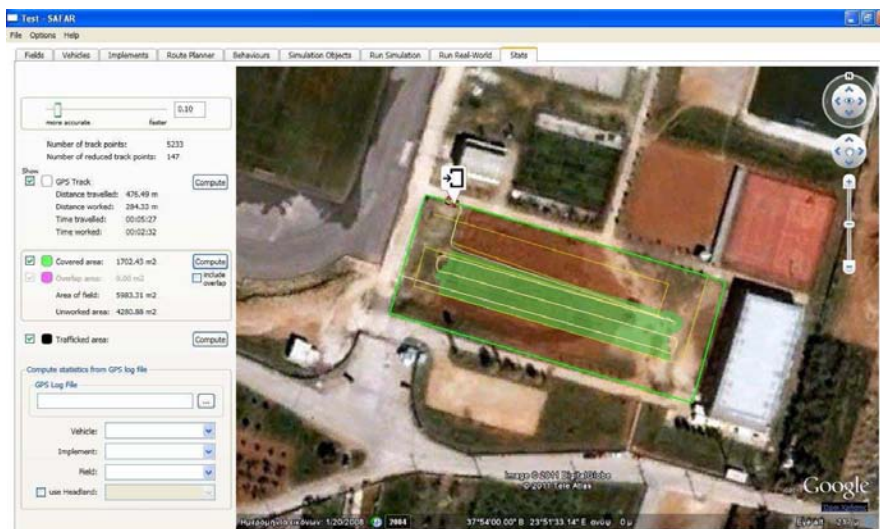 Test - SAFAR
File Options Help
Fields Vehicles Implements Route Planner Behaviours Simulation Objects Run Simulation Run Real-World Stats
0.10
more accurate faster
Number of track points: 5233
Number of reduced track points: 147
Show
GPS Track Compute
Distance travelled: 476.49 m
Distance worked: 284.33 m
Time travelled: 00:05:27
Time worked: 00:02:32
Covered area: 1702.43 m2 Compute
Overlap area: 0.00 m2 include overlap
Area of field: 5983.31 m2
Unworked area: 4280.88 m2
Trafficked area: Compute
Compute statistics from GPS log file
GPS Log File
...
Vehicle:
Implement:
Field:
use Headland:
N
Image © 2011 DigitalGlobe
© 2011 Tele Atlas
Google
Ημερομηνία εικόνων: 1/20/2008 2004 37°54'00.00" Β 23°51'33.14" Ε ανύψ 0 μ